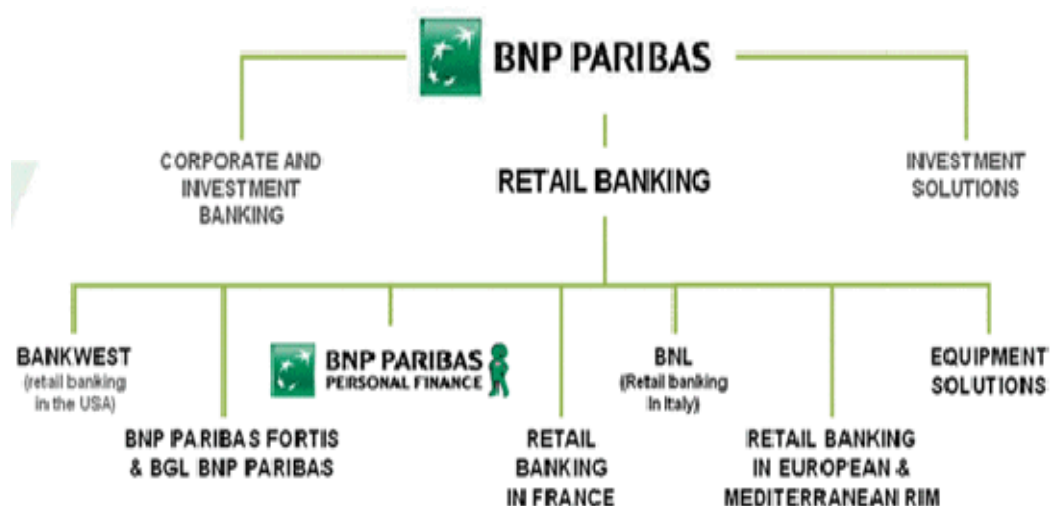 BNP PARIBAS
CORPORATE AND
INVESTMENT
BANKING
RETAIL BANKING
INVESTMENT
SOLUTIONS
BANKWEST
(retail banking
in the USA)
BNP PARIBAS FORTIS
& BGL BNP PARIBAS
BNP PARIBAS
PERSONAL FINANCE
RETAIL
BANKING
IN FRANCE
BNL
(Retail banking
In Italy)
RETAIL BANKING
IN EUROPEAN &
MEDITERRANEAN RIM
EQUIPMENT
SOLUTIONS